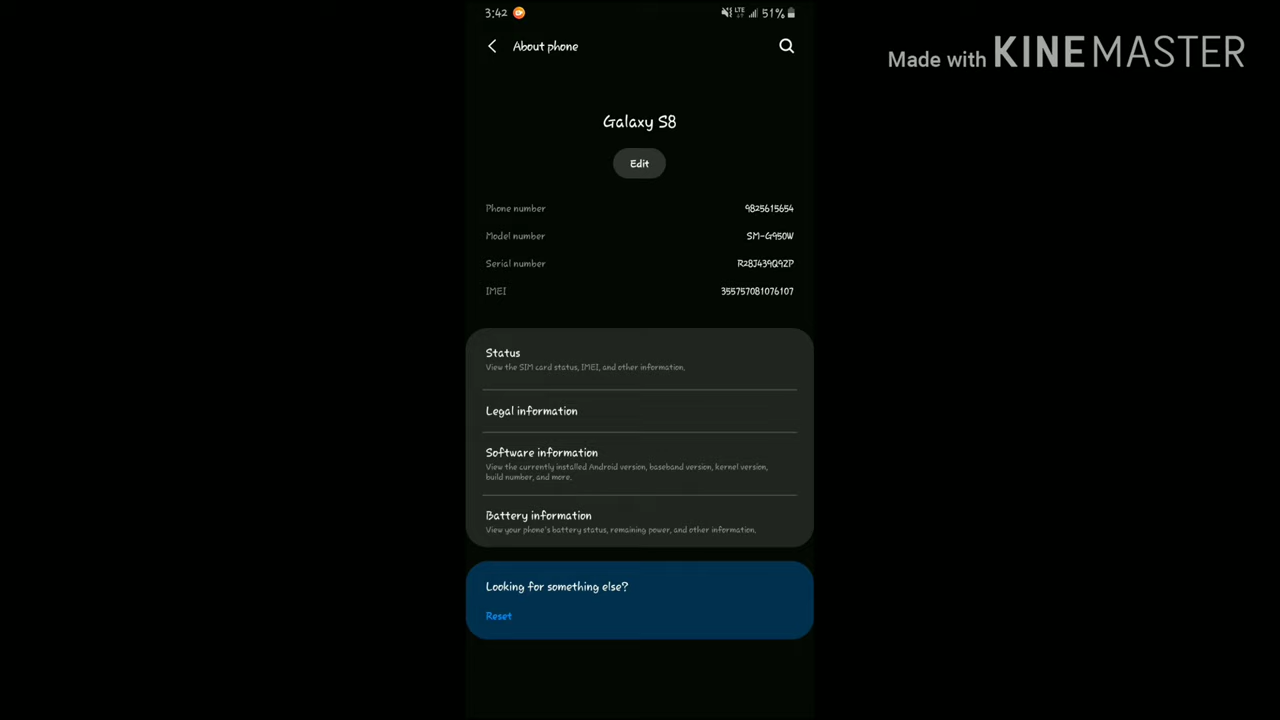 3:42 LTE 51%
Made with KINEMASTER
About phone
Galaxy S8
Edit
Phone number 9825615654
Model number SM-G950W
Serial number R28J439Q9ZP
IMEI 355757081076107
Status
View the SIM card status, IMEI, and other information.
Legal information
Software information
View the currently installed Android version, baseband version, kernel version,
build number, and more.
Battery information
View your phone's battery status, remaining power, and other information.
Looking for something else?
Reset